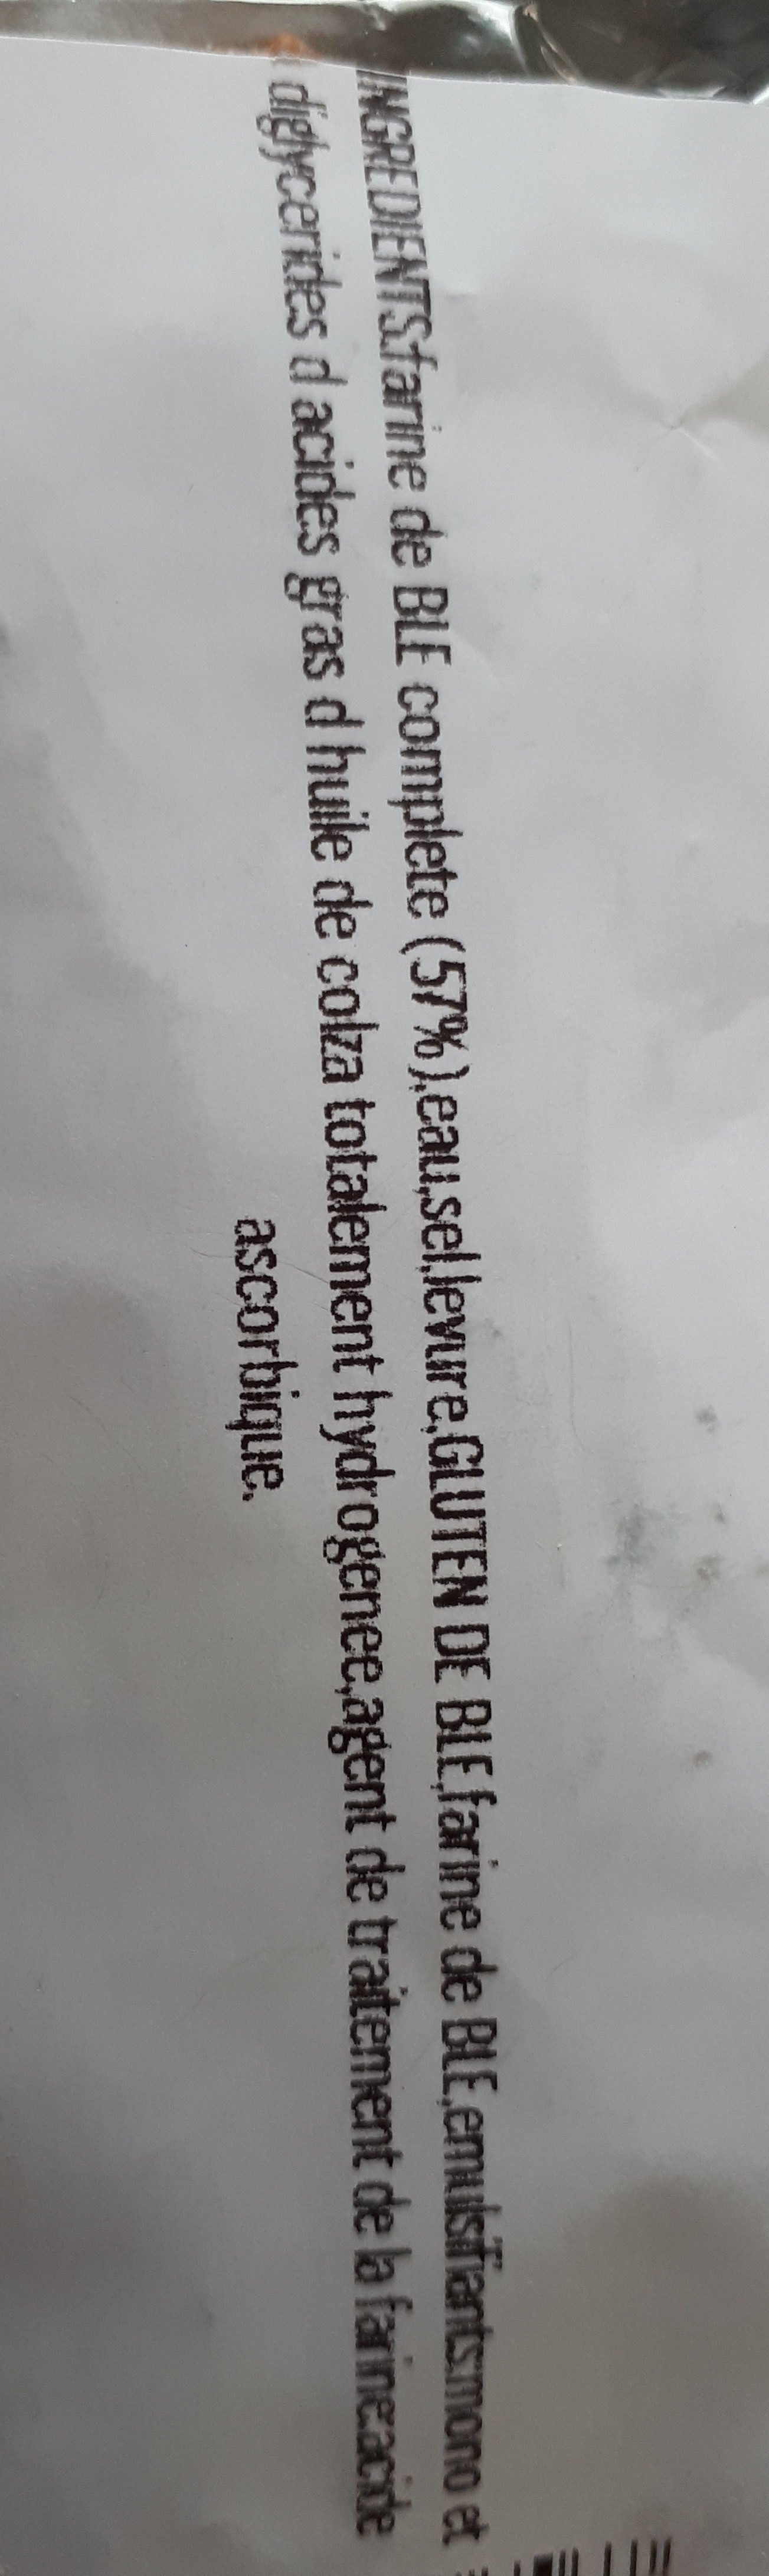 INGREDIENTS:farine de BLE complete (57%),eau,sel,levure,GLUTEN DE BLE,farine de BLE,emulsifiants:mono et
diglycerides d acides gras d huile de colza totalement hydrogenee,agent de traitement de la farine:acide
ascorbique.